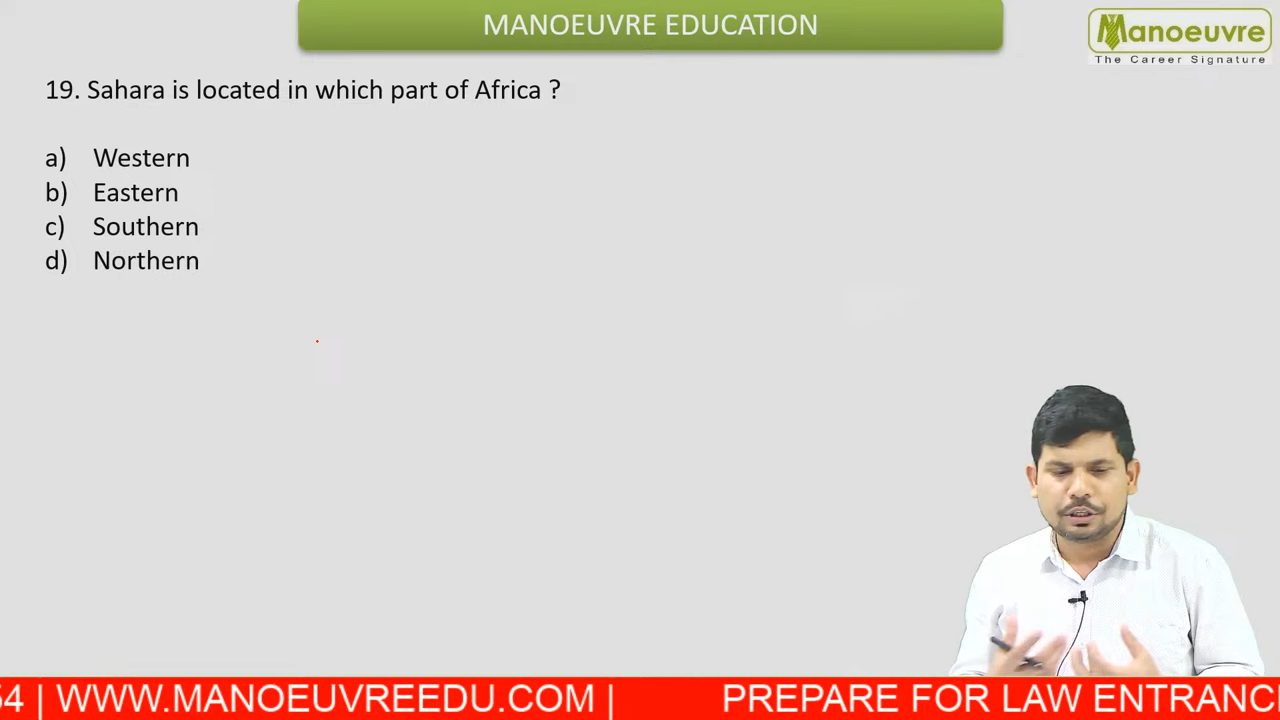 MANOEUVRE EDUCATION
Manoeuvre
The Career Signature
19. Sahara is located in which part of Africa ?
a) Western
b) Eastern
c) Southern
d) Northern
54 | WWW.MANOEUVREEDU.COM | PREPARE FOR LAW ENTRANC